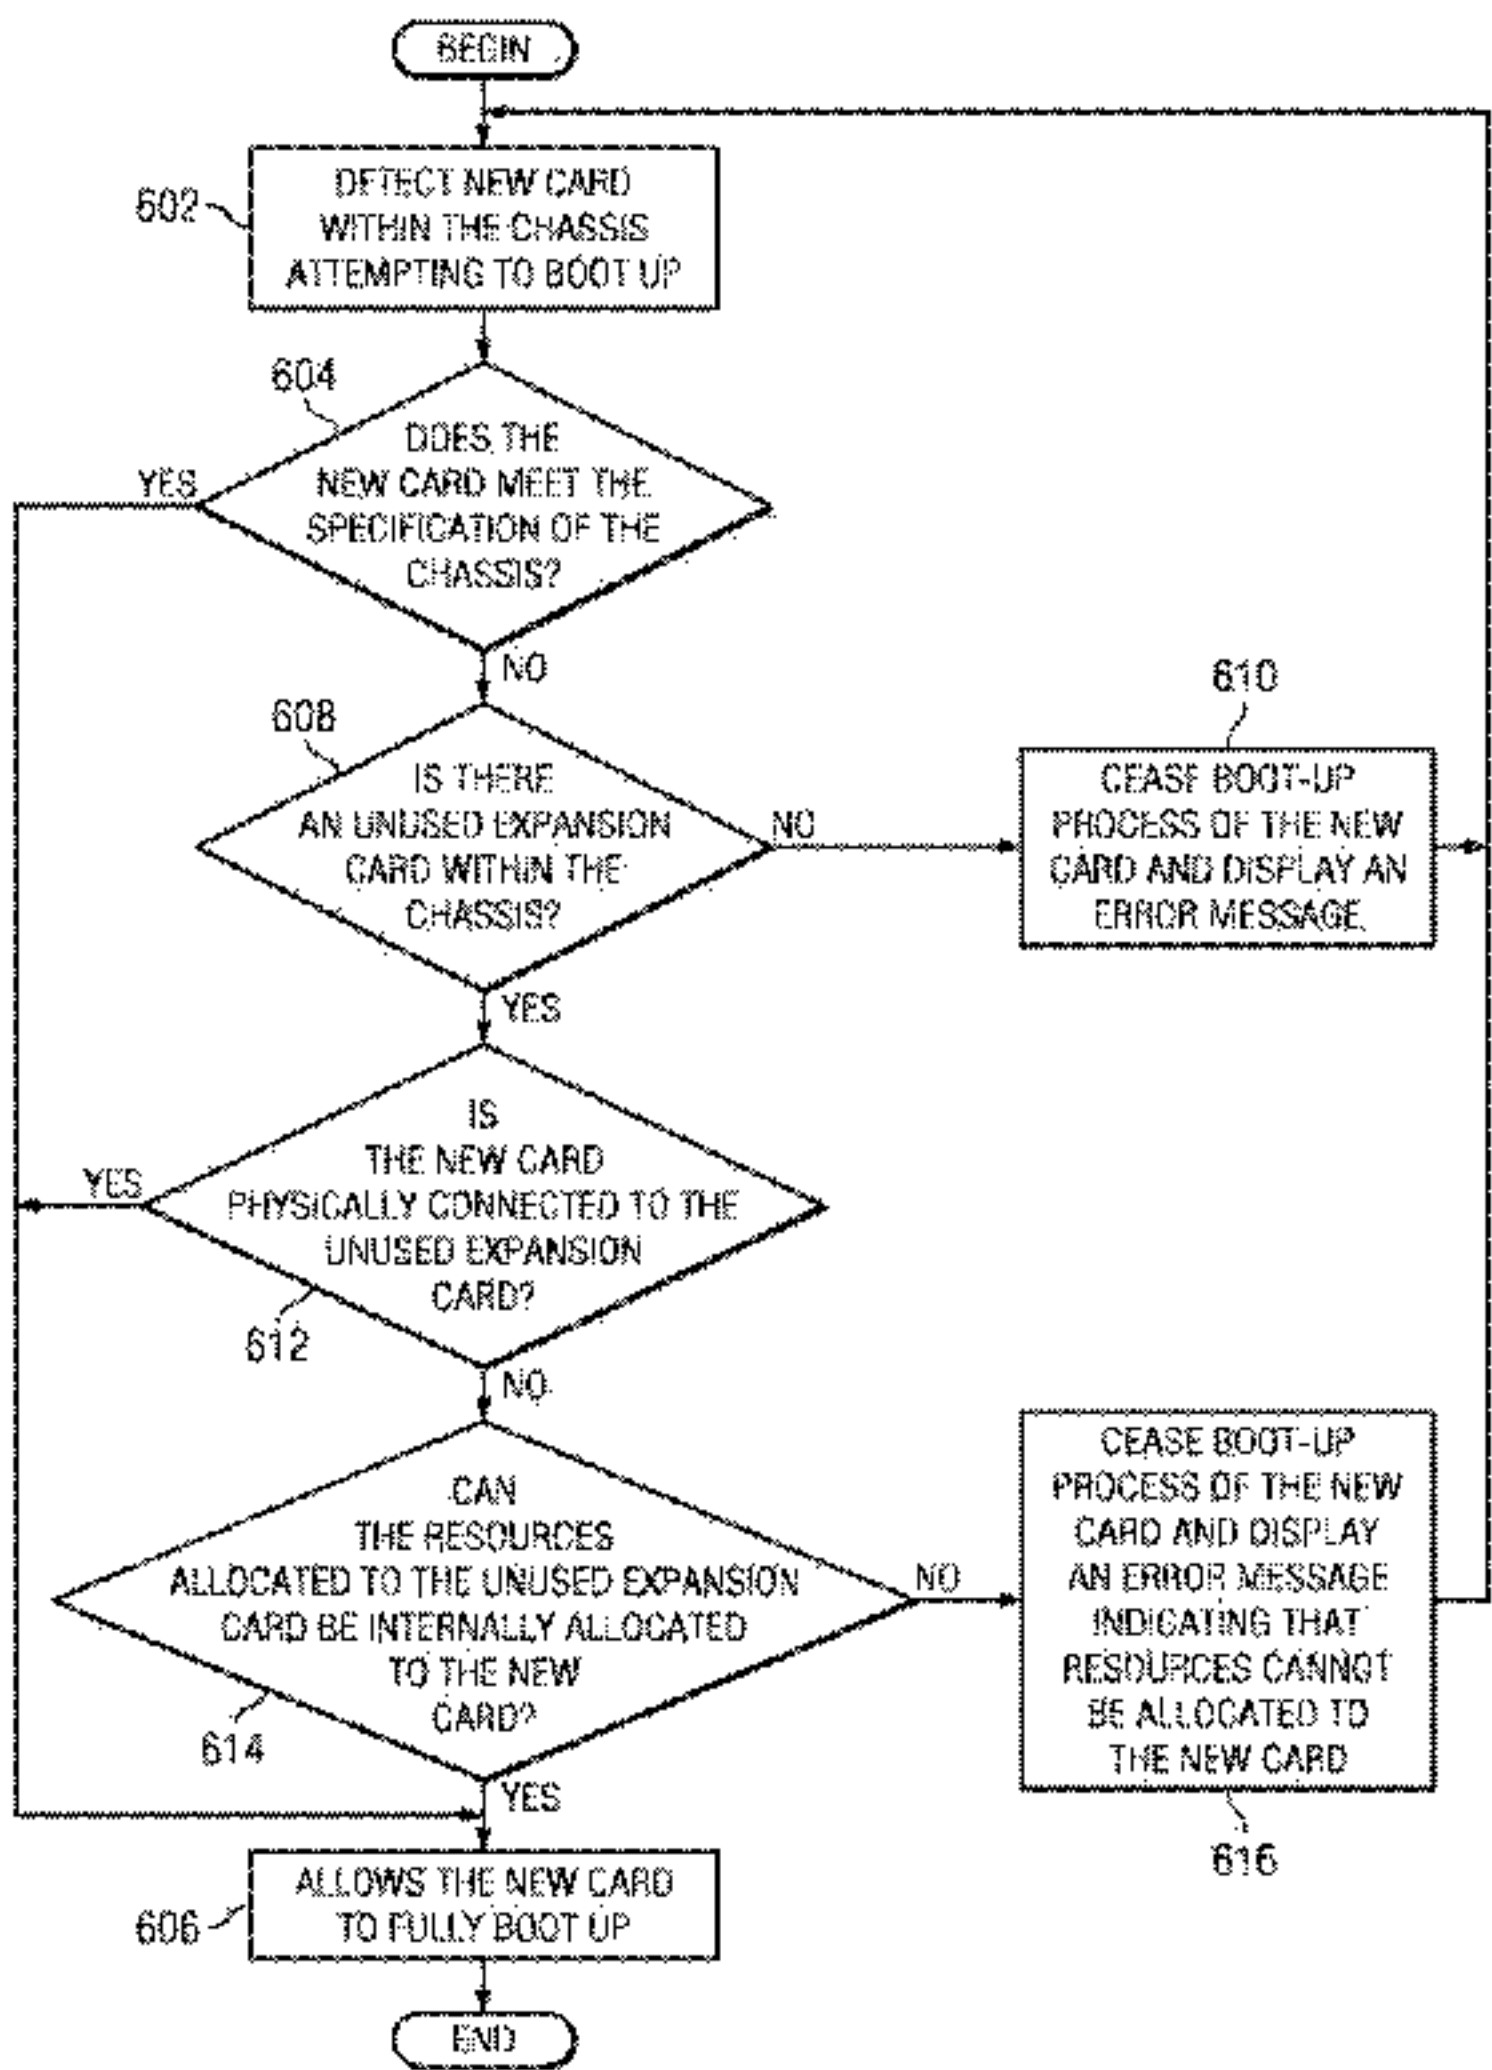 BEGIN
602
DETECT NEW CARD
WITHIN THE CHASSIS
ATTEMPTING TO BOOT UP
604
YES
DOES THE
NEW CARD MEET THE
SPECIFICATION OF THE
CHASSIS?
NO
608
IS THERE
AN UNUSED EXPANSION
CARD WITHIN THE
CHASSIS?
NO
610
CEASE BOOT-UP
PROCESS OF THE NEW
CARD AND DISPLAY AN
ERROR MESSAGE
YES
YES
IS
THE NEW CARD
PHYSICALLY CONNECTED TO THE
UNUSED EXPANSION
CARD?
612
NO
CAN
THE RESOURCES
ALLOCATED TO THE UNUSED EXPANSION
CARD BE INTERNALLY ALLOCATED
TO THE NEW
CARD?
614
NO
CEASE BOOT-UP
PROCESS OF THE NEW
CARD AND DISPLAY
AN ERROR MESSAGE
INDICATING THAT
RESOURCES CANNOT
BE ALLOCATED TO
THE NEW CARD
616
YES
606
ALLOWS THE NEW CARD
TO FULLY BOOT UP
END